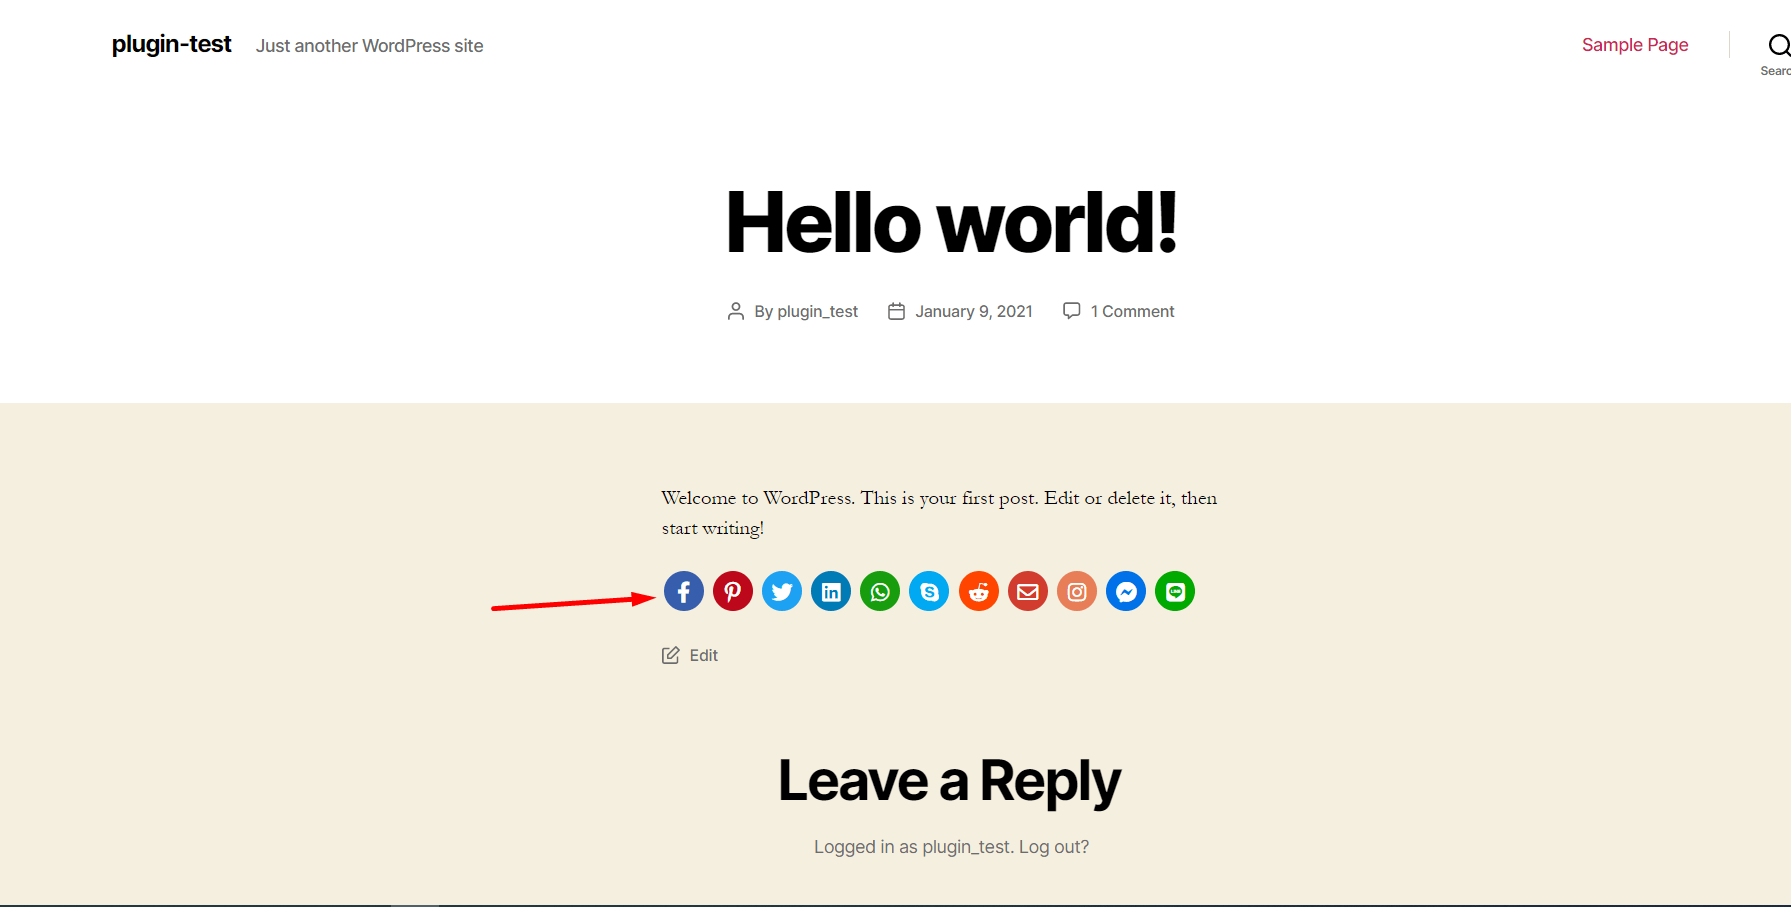 plugin-test Just another WordPress site Sample Page
Searc
Hello world!
By plugin_test January 9, 2021 1 Comment
Welcome to WordPress. This is your first post. Edit or delete it, then
start writing!
Edit
Leave a Reply
Logged in as plugin_test. Log out?